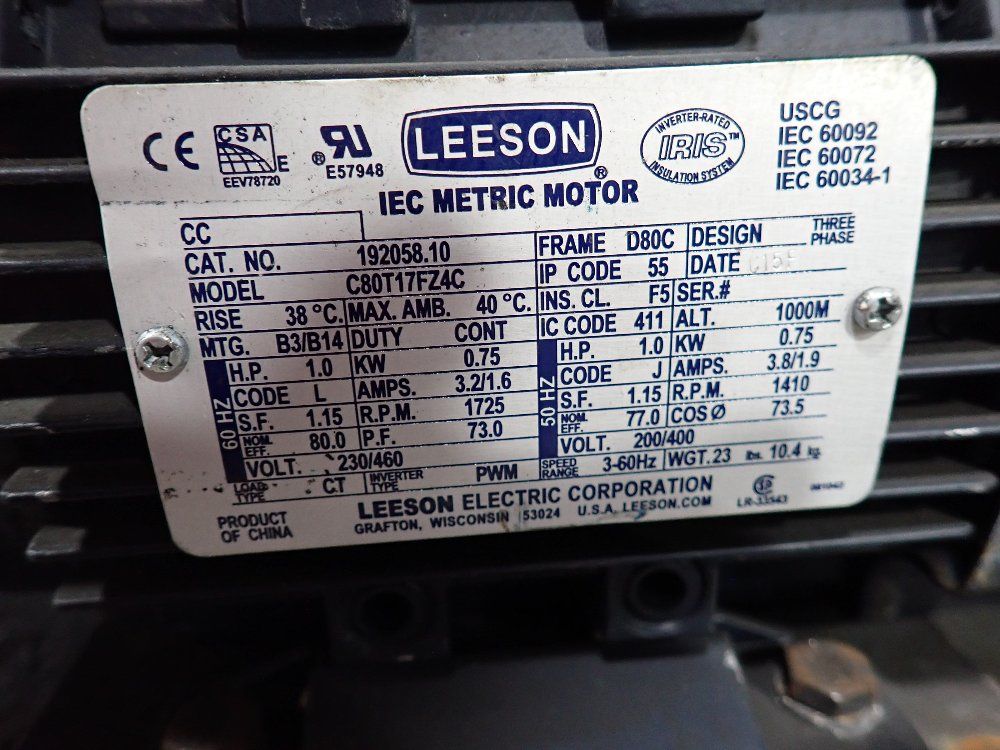 CE CSA E
EEV78720
® RU
E57948
LEESON®
INVERTER-RATED
IRIS™
INSULATION SYSTEM
USCG
IEC 60092
IEC 60072
IEC 60034-1
IEC METRIC MOTOR
CC
CAT. NO. 192058.10 FRAME D80C DESIGN THREE PHASE
MODEL C80T17FZ4C IP CODE 55 DATE
RISE 38 °C. MAX. AMB. 40 °C. INS. CL. F5 SER.#
MTG. B3/B14 DUTY CONT IC CODE 411 ALT. 1000M
60 HZ
H.P. 1.0 KW 0.75
CODE L AMPS. 3.2/1.6
S.F. 1.15 R.P.M. 1725
NOM. EFF. 80.0 P.F. 73.0
VOLT. 230/460
50 HZ
H.P. 1.0 KW 0.75
CODE J AMPS. 3.8/1.9
S.F. 1.15 R.P.M. 1410
NOM. EFF. 77.0 COS Ø 73.5
VOLT. 200/400
LOAD TYPE CT INVERTER TYPE PWM SPEED RANGE 3-60Hz WGT. 23 lbs. 10.4 kg.
PRODUCT
OF CHINA
LEESON ELECTRIC CORPORATION
GRAFTON, WISCONSIN 53024 U.S.A. LEESON.COM
LR-33543